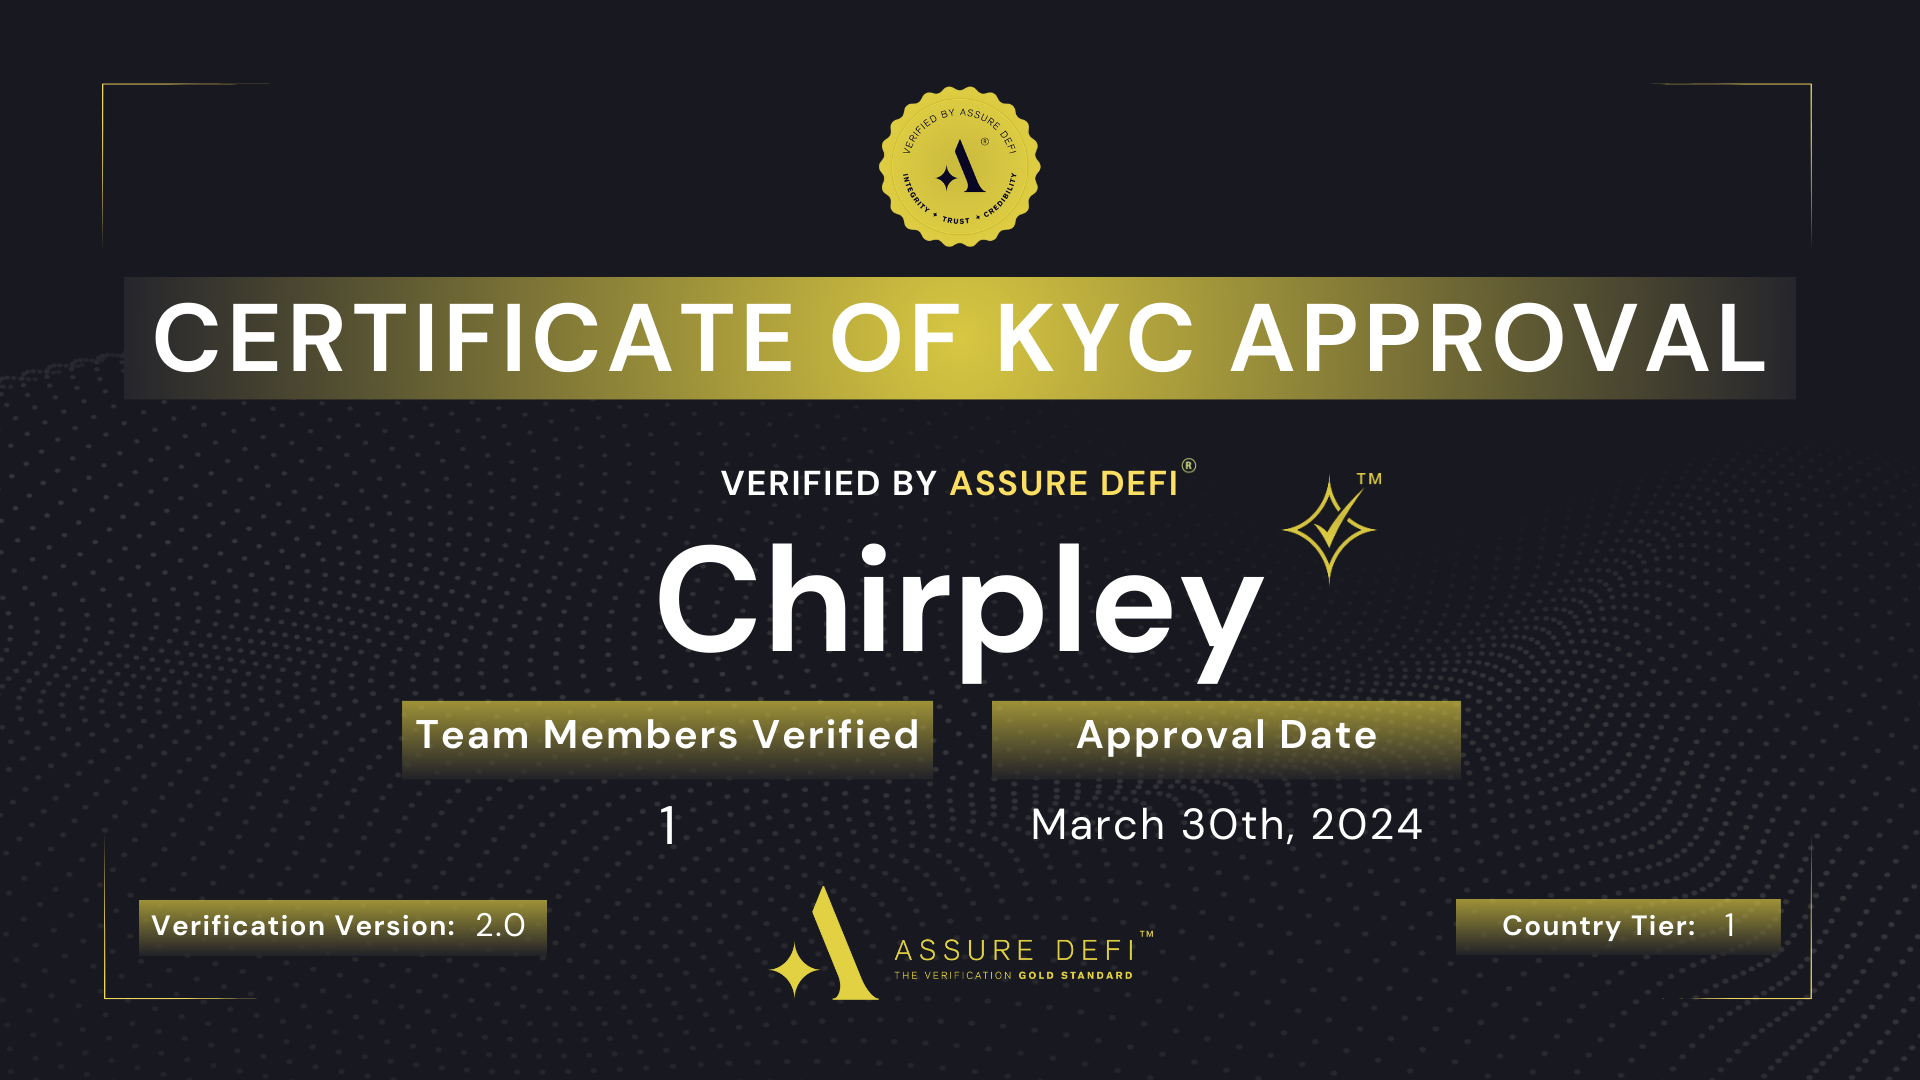 VERIFIED BY ASSURE DEFI
®
INTEGRITY ✦ TRUST ✦ CREDIBILITY
CERTIFICATE OF KYC APPROVAL
VERIFIED BY ASSURE DEFI®
TM
Chirpley
Team Members Verified
1
Approval Date
March 30th, 2024
Verification Version: 2.0
ASSURE DEFI™
THE VERIFICATION GOLD STANDARD
Country Tier: 1